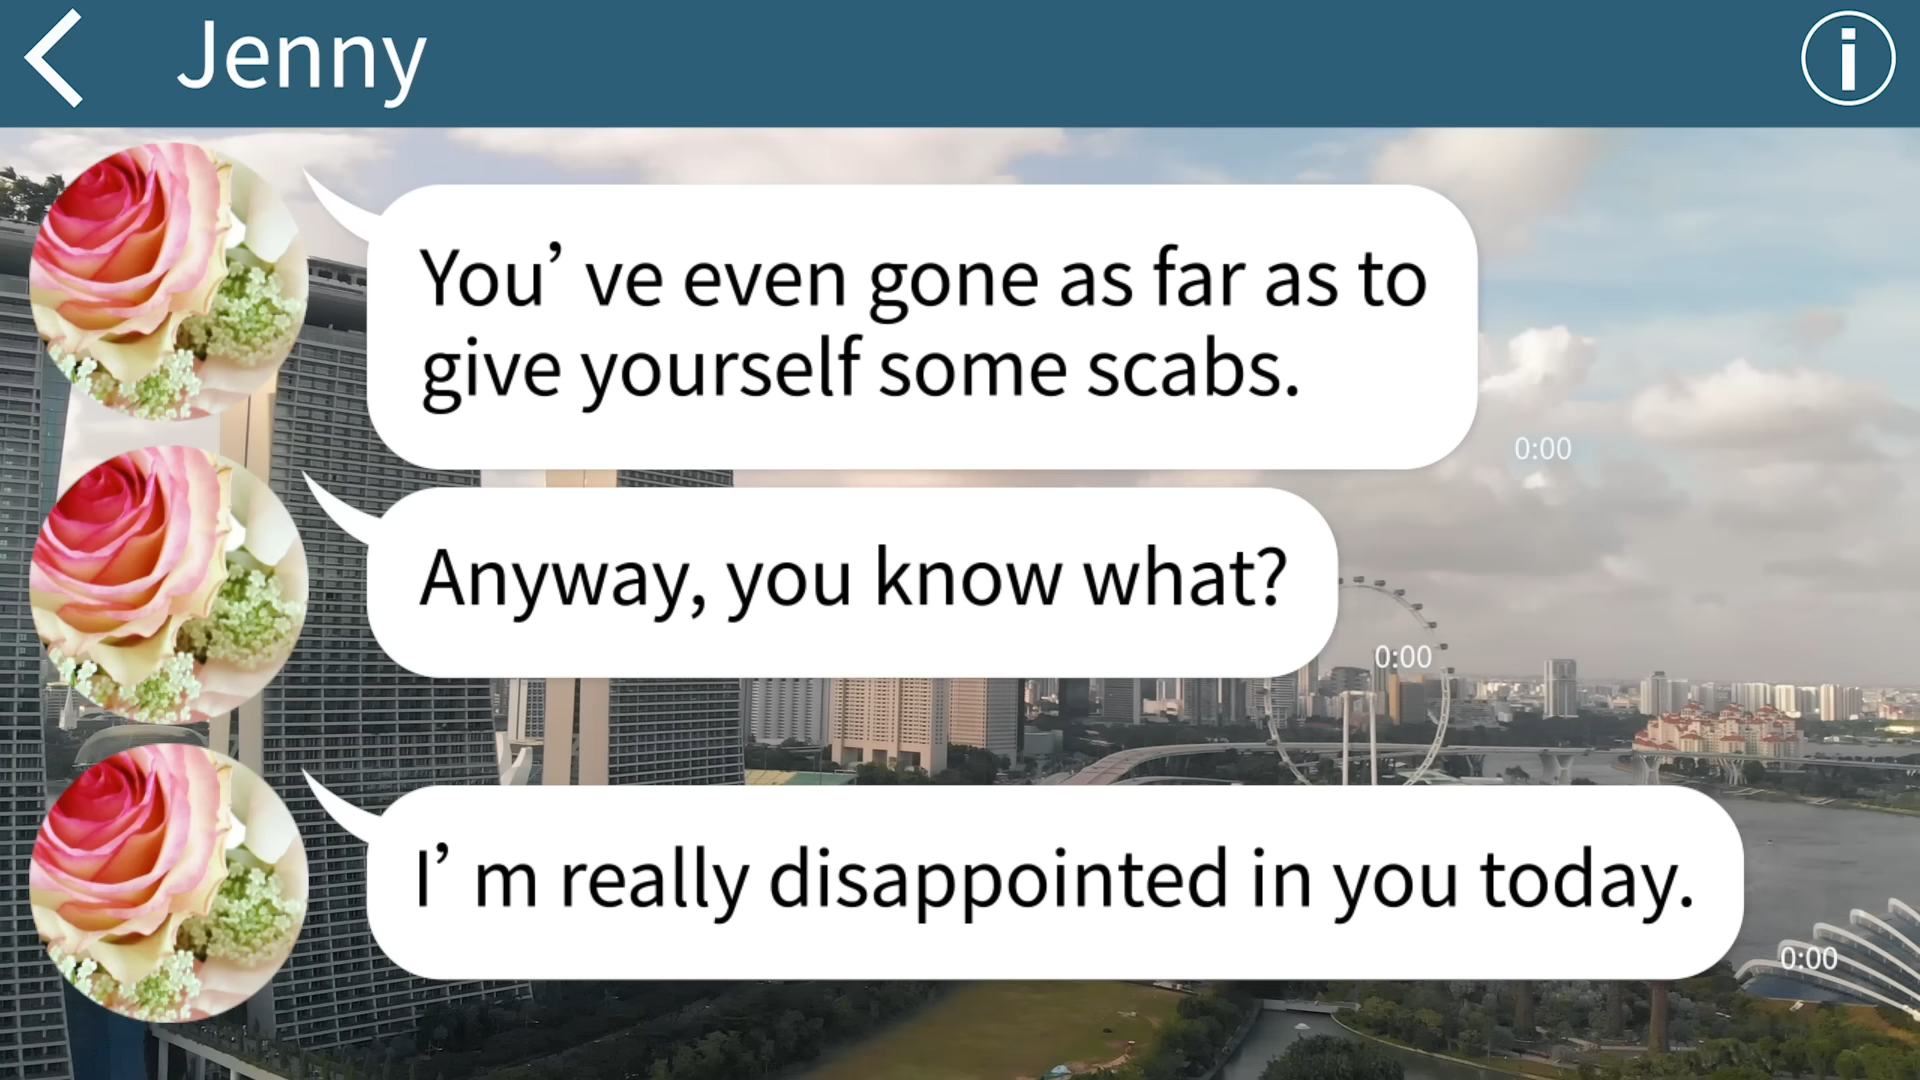 Jenny
You’ ve even gone as far as to
give yourself some scabs.
0:00
Anyway, you know what?
0:00
I’ m really disappointed in you today.
0:00